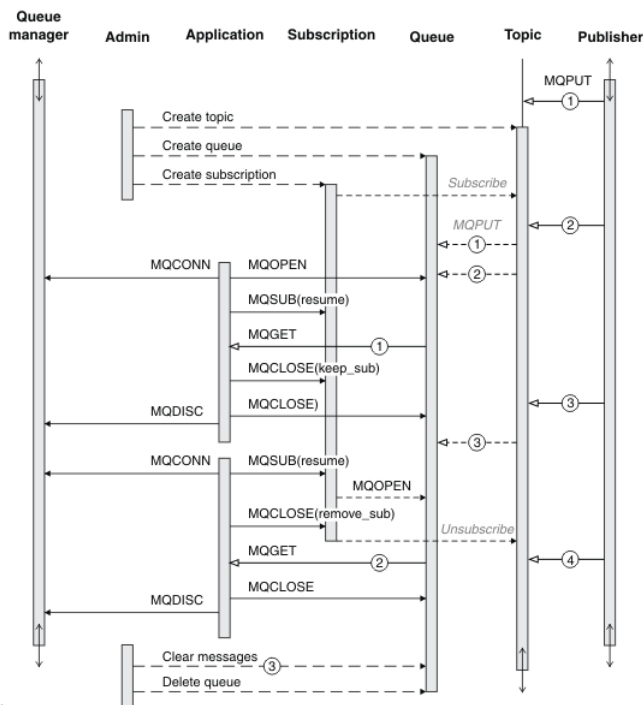 Queue manager Admin Application Subscription Queue Topic Publisher
MQPUT
1
Create topic
Create queue
Create subscription
Subscribe
MQPUT 2
1
2
MQCONN MQOPEN
MQSUB(resume)
MQGET 1
MQCLOSE(keep_sub)
MQDISC MQCLOSE) 3
3
MQCONN MQSUB(resume)
MQOPEN
MQCLOSE(remove_sub)
Unsubscribe
MQGET 2 4
MQCLOSE
MQDISC
Clear messages 3
Delete queue